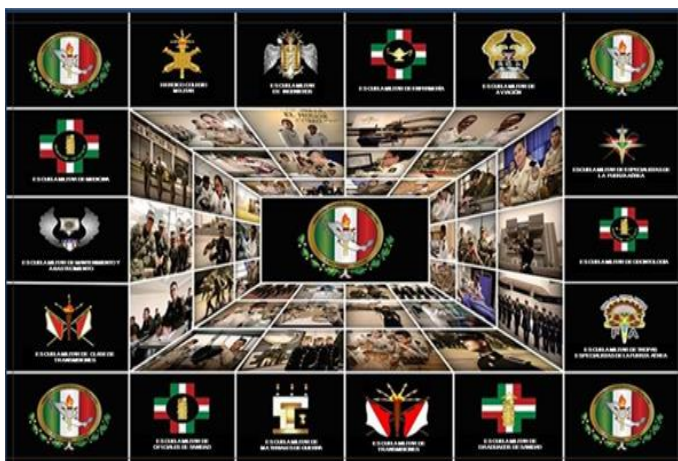 HEROICO COLEGIO
MILITAR
ESCUELA MILITAR
DE INGENIEROS
ESCUELA MILITAR DE ENFERMERÍA
ESCUELA MILITAR DE
AVIACIÓN
ESCUELA MILITAR DE MEDICINA
ESCUELA MILITAR DE ESPECIALISTAS DE
LA FUERZA AÉREA
ESCUELA MILITAR DE MANTENIMIENTO Y
ABASTECIMIENTO
ESCUELA MILITAR DE ODONTOLOGÍA
ESCUELA MILITAR DE CLASES DE
TRANSMISIONES
ESCUELA MILITAR DE TROPAS
ESPECIALISTAS DE LA FUERZA AÉREA
ESCUELA MILITAR DE
OFICIALES DE SANIDAD
ESCUELA MILITAR DE
MATERIALES DE GUERRA
ESCUELA MILITAR DE
TRANSMISIONES
ESCUELA MILITAR DE
GRADUADOS DE SANIDAD